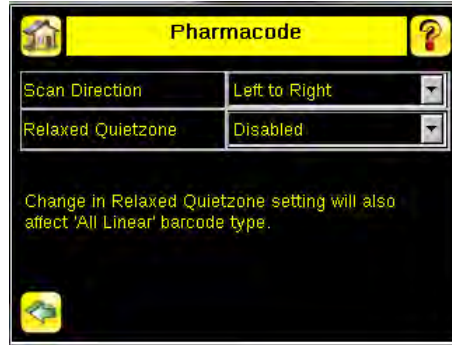 Pharmacode
Scan Direction Left to Right
Relaxed Quietzone Disabled
Change in Relaxed Quietzone setting will also
affect 'All Linear' barcode type.